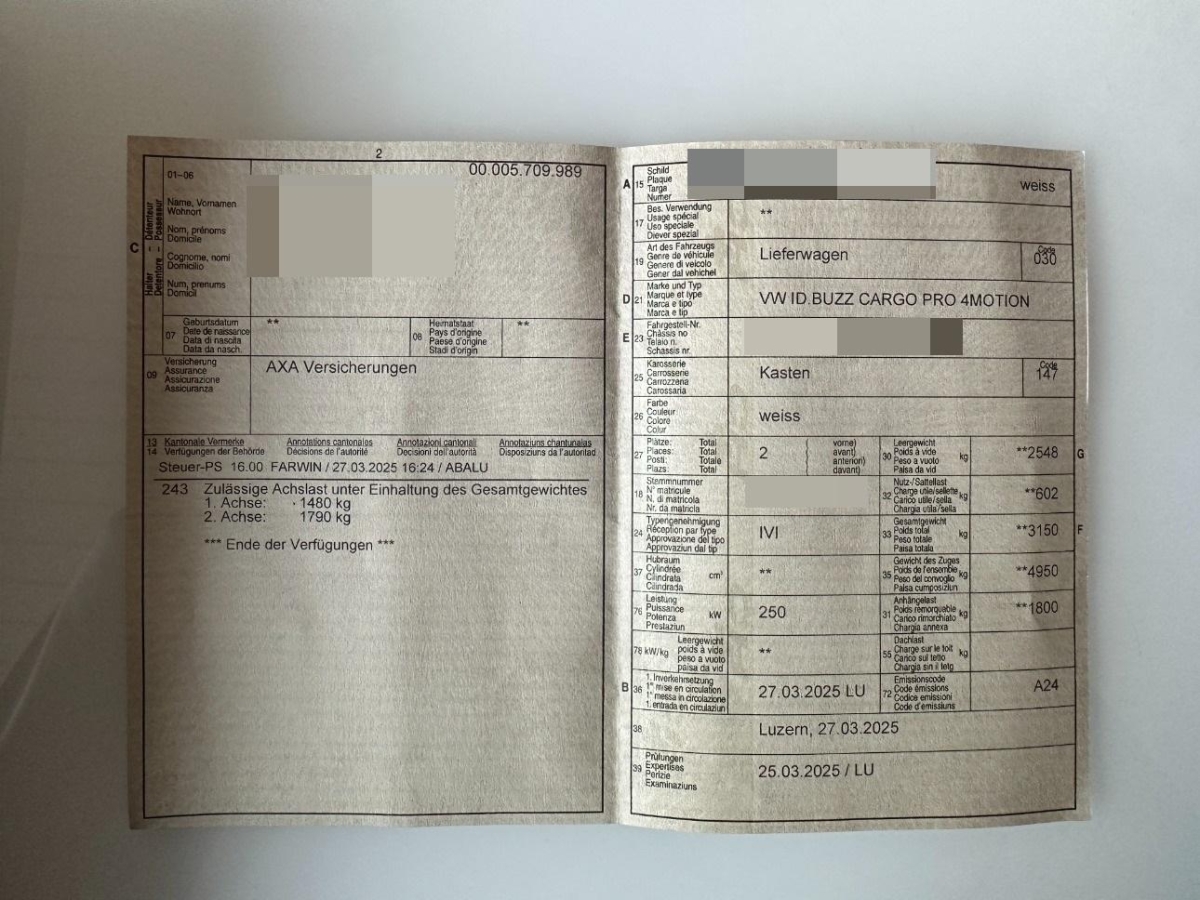 2
01-06
00.005.709.989
C
Halter – Détenteur
Detentore – Possessur
Name, Vornamen
Wohnort
Nom, prénoms
Domicile
Cognome, nomi
Domicilio
Num, prenums
Domicil
07
Geburtsdatum
Date de naissance
Data di nascita
Data da nasch.
**
08
Heimatstaat
Pays d'origine
Paese d'origine
Stadi d'origin
**
09
Versicherung
Assurance
Assicurazione
Assicuranza
AXA Versicherungen
13 Kantonale Vermerke Annotations cantonales Annotazioni cantonali Annotaziuns chantunalas
14 Verfügungen der Behörde Décisions de l'autorité Decisioni dell'autorità Disposiziuns da l'autoritad
Steuer-PS 16.00 FARWIN / 27.03.2025 16:24 / ABALU
243 Zulässige Achslast unter Einhaltung des Gesamtgewichtes
1. Achse: 1480 kg
2. Achse: 1790 kg
*** Ende der Verfügungen ***
A
15
Schild
Plaque
Targa
Numer
weiss
17
Bes. Verwendung
Usage spécial
Uso speciale
Diever spezial
**
19
Art des Fahrzeugs
Genre de véhicule
Genere di veicolo
Gener dal vehichel
Lieferwagen
Code
030
D
21
Marke und Typ
Marque et type
Marca e tipo
Marca e tip
VW ID.BUZZ CARGO PRO 4MOTION
E
23
Fahrgestell-Nr.
Châssis no
Telaio n.
Schassis nr.
25
Karosserie
Carrosserie
Carrozzeria
Carossaria
Kasten
Code
147
26
Farbe
Couleur
Colore
Colur
weiss
27
Plätze: Total
Places: Total
Posti: Totale
Plazs: Total
2
vorne)
avant)
anteriori)
davant)
30
Leergewicht
Poids à vide
Peso a vuoto
Paisa da vid
kg
**2548
G
18
Stammnummer
N° matricule
N. di matricola
Nr. da matricla
32
Nutz-/Sattellast
Charge utile/sellette
Carico utile/sella
Chargia utila/sella
kg
**602
24
Typengenehmigung
Réception par type
Approvazione del tipo
Approvaziun dal tip
IVI
33
Gesamtgewicht
Poids total
Peso totale
Paisa totala
kg
**3150
F
37
Hubraum
Cylindrée
Cilindrata
Cilindrada
cm³
**
35
Gewicht des Zuges
Poids de l'ensemble
Peso del convoglio
Paisa cumposiziun
kg
**4950
76
Leistung
Puissance
Potenza
Prestaziun
kW
250
31
Anhängelast
Poids remorquable
Carico rimorchiato
Chargia annexa
kg
**1800
78 kW/kg
Leergewicht
poids à vide
peso a vuoto
paisa da vid
**
55
Dachlast
Charge sur le toit
Carico sul tetto
Chargia sin il tetg
kg
B
36
1. Inverkehrsetzung
1re mise en circulation
1a messa in circolazione
1. entrada en circulaziun
27.03.2025 LU
72
Emissionscode
Code émissions
Codice emissioni
Code d'emissiuns
A24
38
Luzern, 27.03.2025
39
Prüfungen
Expertises
Perizie
Examinaziuns
25.03.2025 / LU